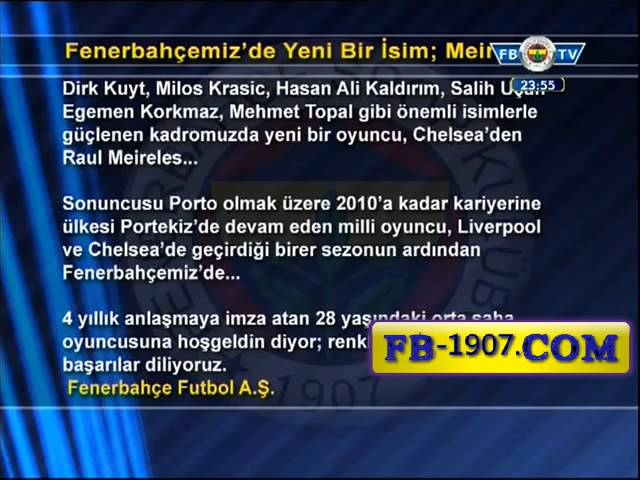 Fenerbahçemiz'de Yeni Bir İsim;
FB TV
23:55
Dirk Kuyt, Milos Krasic, Hasan Ali Kaldırım, Salih Uçan
Egemen Korkmaz, Mehmet Topal gibi önemli isimlerle
güçlenen kadromuzda yeni bir oyuncu, Chelsea'den
Raul Meireles...
Sonuncusu Porto olmak üzere 2010'a kadar kariyerine
ülkesi Portekiz'de devam eden milli oyuncu, Liverpool
ve Chelsea'de geçirdiği birer sezonun ardından
Fenerbahçemiz'de...
4 yıllık anlaşmaya imza atan 28 yaşındaki orta saha
oyuncusuna hoşgeldin diyor;
başarılar diliyoruz.
FB-1907.COM
Fenerbahçe Futbol A.Ş.
1907